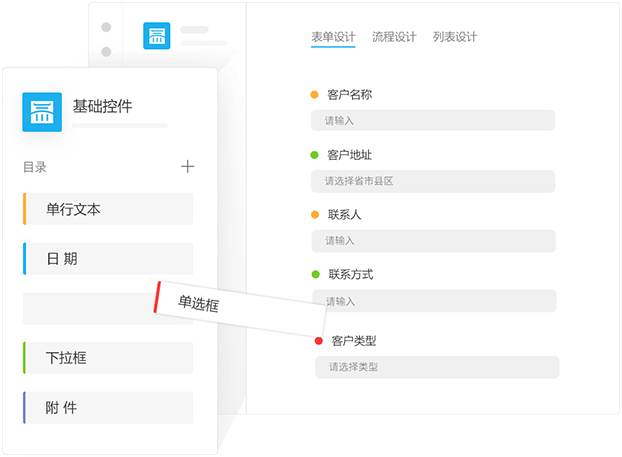 表单设计 流程设计 列表设计
基础控件
目录
单行文本
日 期
单选框
下拉框
附 件
客户名称
请输入
客户地址
请选择省市县区
联系人
请输入
联系方式
请输入
客户类型
请选择类型